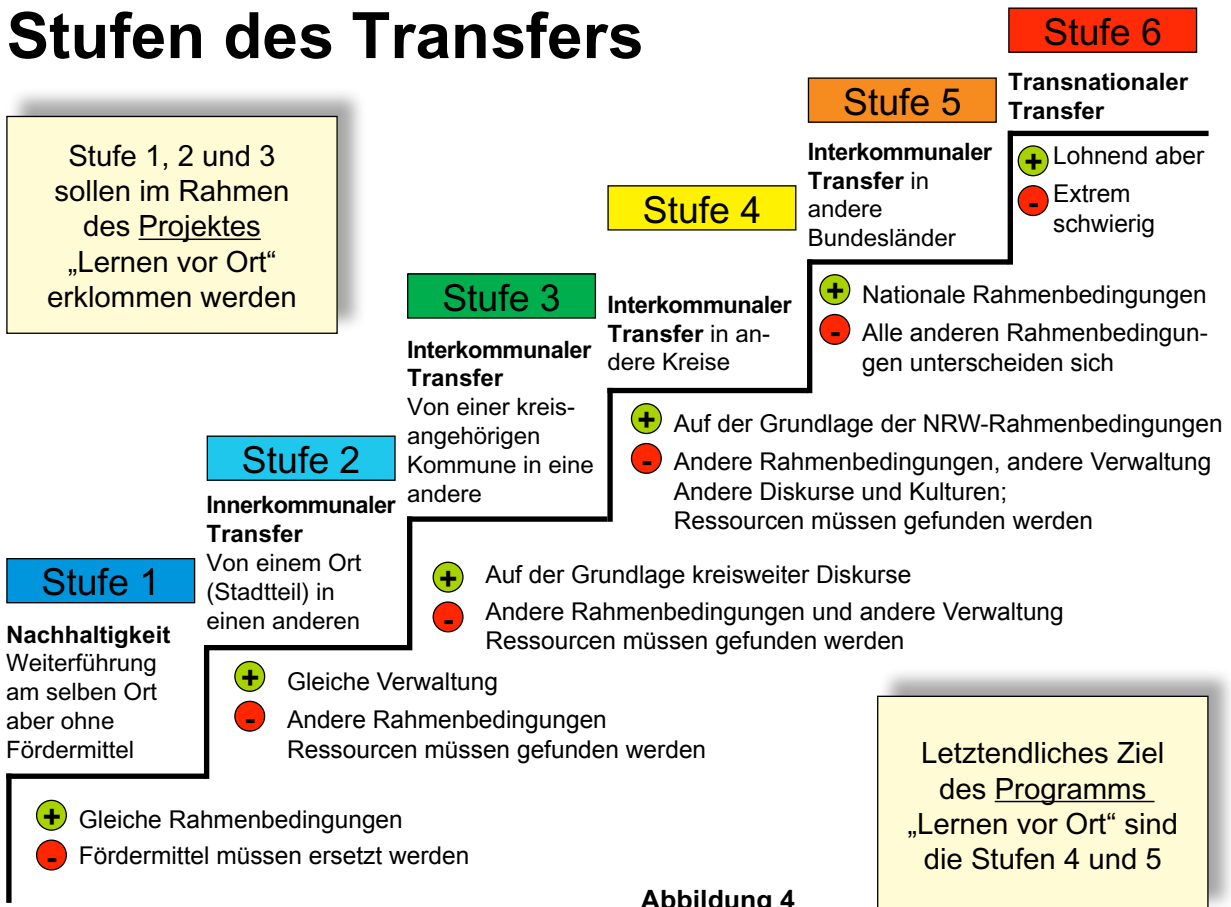 Stufen des Transfers
Stufe 1, 2 und 3
sollen im Rahmen
des Projektes
„Lernen vor Ort“
erklommen werden
Stufe 1
Nachhaltigkeit
Weiterführung
am selben Ort
aber ohne
Fördermittel
+ Gleiche Rahmenbedingungen
- Fördermittel müssen ersetzt werden
Stufe 2
Innerkommunaler
Transfer
Von einem Ort
(Stadtteil) in
einen anderen
+ Gleiche Verwaltung
- Andere Rahmenbedingungen
Ressourcen müssen gefunden werden
Stufe 3
Interkommunaler
Transfer
Von einer kreis-
angehörigen
Kommune in eine
andere
+ Auf der Grundlage kreisweiter Diskurse
- Andere Rahmenbedingungen und andere Verwaltung
Ressourcen müssen gefunden werden
Stufe 4
Interkommunaler
Transfer in an-
dere Kreise
+ Auf der Grundlage der NRW-Rahmenbedingungen
- Andere Rahmenbedingungen, andere Verwaltung
Andere Diskurse und Kulturen;
Ressourcen müssen gefunden werden
Stufe 5
Interkommunaler
Transfer in
andere
Bundesländer
+ Nationale Rahmenbedingungen
- Alle anderen Rahmenbedingun-
gen unterscheiden sich
Stufe 6
Transnationaler
Transfer
+ Lohnend aber
- Extrem
schwierig
Letztendliches Ziel
des Programms
„Lernen vor Ort“ sind
die Stufen 4 und 5
Abbildung 4